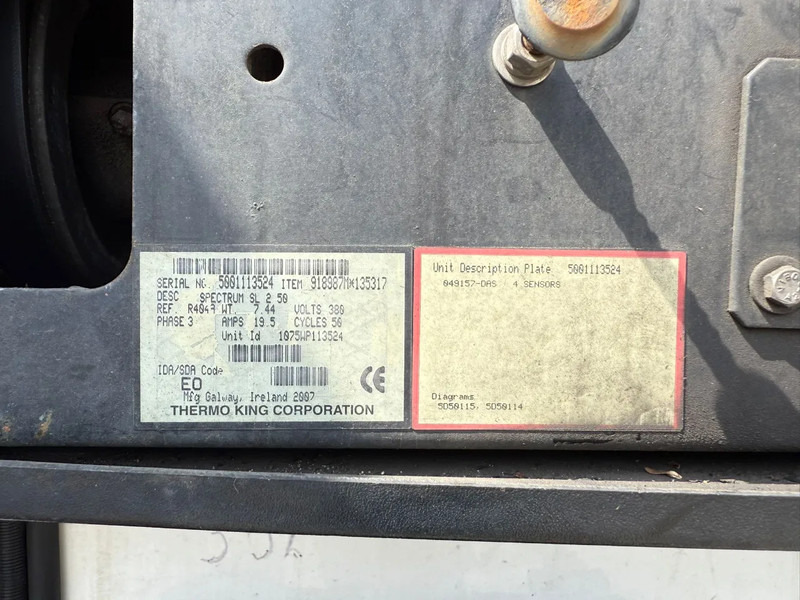 SERIAL NO. 5001113524 ITEM 918987M*135317
DESC SPECTRUM SL 2 50
REF. R404A WT. 7.44 VOLTS 380
PHASE 3 AMPS 19.5 CYCLES 50
Unit Id 1075WP113524
IDA/SDA Code
EO
CE
Mfg Galway, Ireland 2007
THERMO KING CORPORATION
Unit Description Plate 5001113524
049157-DAS 4 SENSORS
Diagrams
5D50115, 5D50114